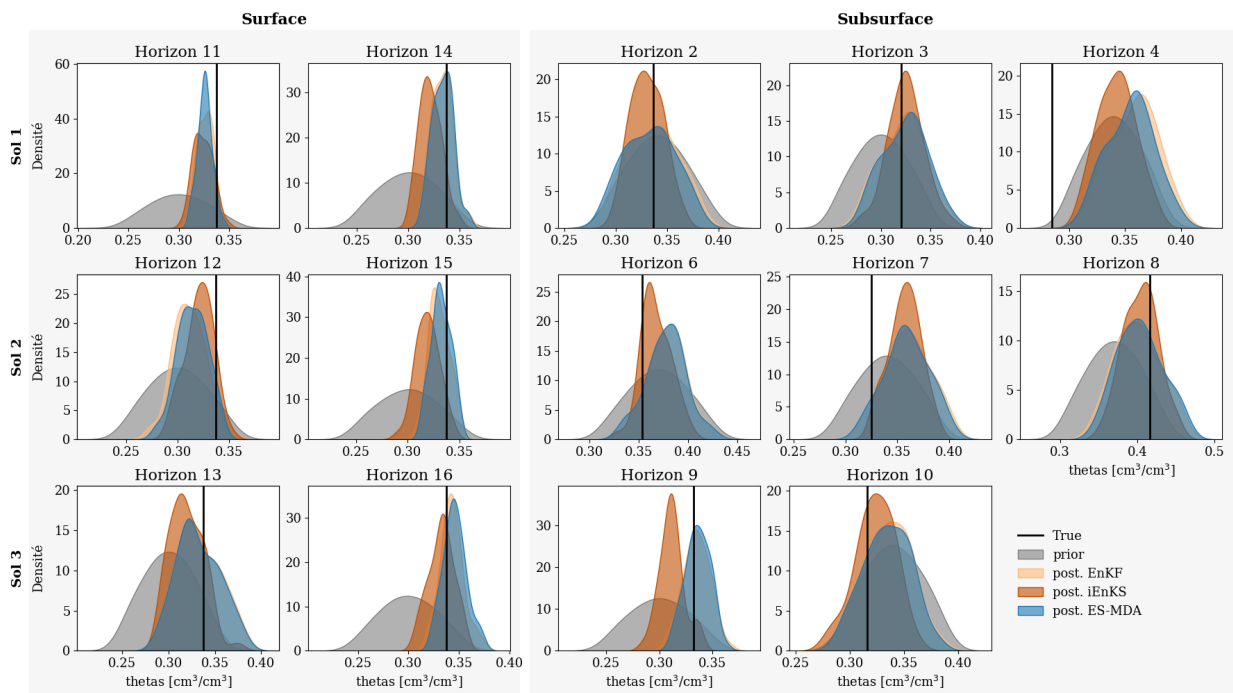 Surface
Subsurface
Horizon 11
Horizon 14
Horizon 2
Horizon 3
Horizon 4
Sol 1
Densité
60
40
20
0
0.20 0.25 0.30 0.35
30
20
10
0
0.25 0.30 0.35
20
15
10
5
0
0.25 0.30 0.35 0.40
25
20
15
10
5
0
0.25 0.30 0.35 0.40
20
15
10
5
0
0.30 0.35 0.40
Horizon 12
Horizon 15
Horizon 6
Horizon 7
Horizon 8
Sol 2
Densité
25
20
15
10
5
0
0.25 0.30 0.35
40
30
20
10
0
0.25 0.30 0.35
25
20
15
10
5
0
0.30 0.35 0.40 0.45
25
20
15
10
5
0
0.25 0.30 0.35 0.40
15
10
5
0
0.3 0.4 0.5
thetas [cm³/cm³]
Horizon 13
Horizon 16
Horizon 9
Horizon 10
Sol 3
Densité
20
15
10
5
0
0.25 0.30 0.35 0.40
thetas [cm³/cm³]
30
20
10
0
0.25 0.30 0.35 0.40
thetas [cm³/cm³]
30
20
10
0
0.25 0.30 0.35
thetas [cm³/cm³]
20
15
10
5
0
0.25 0.30 0.35 0.40
thetas [cm³/cm³]
True
prior
post. EnKF
post. iEnKS
post. ES-MDA